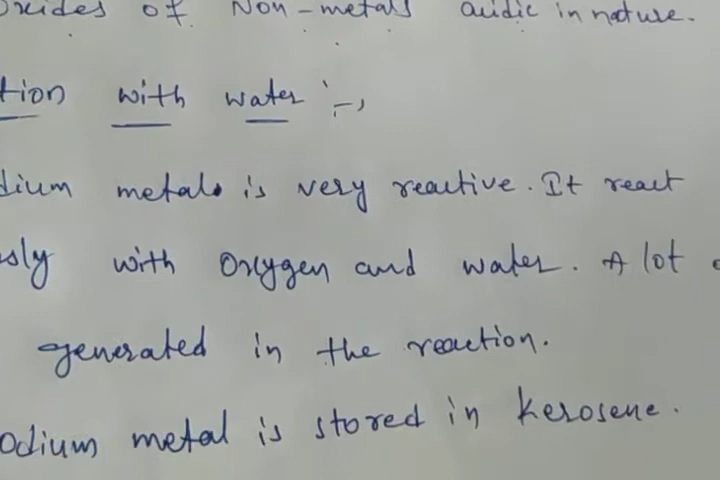 oxides of Non-metals auidic in nature.
tion with water :-,
dium metal. is very reactive. It react
sly with Oxygen and water. A lot
generated in the reaction.
odium metal is stored in kerosene.